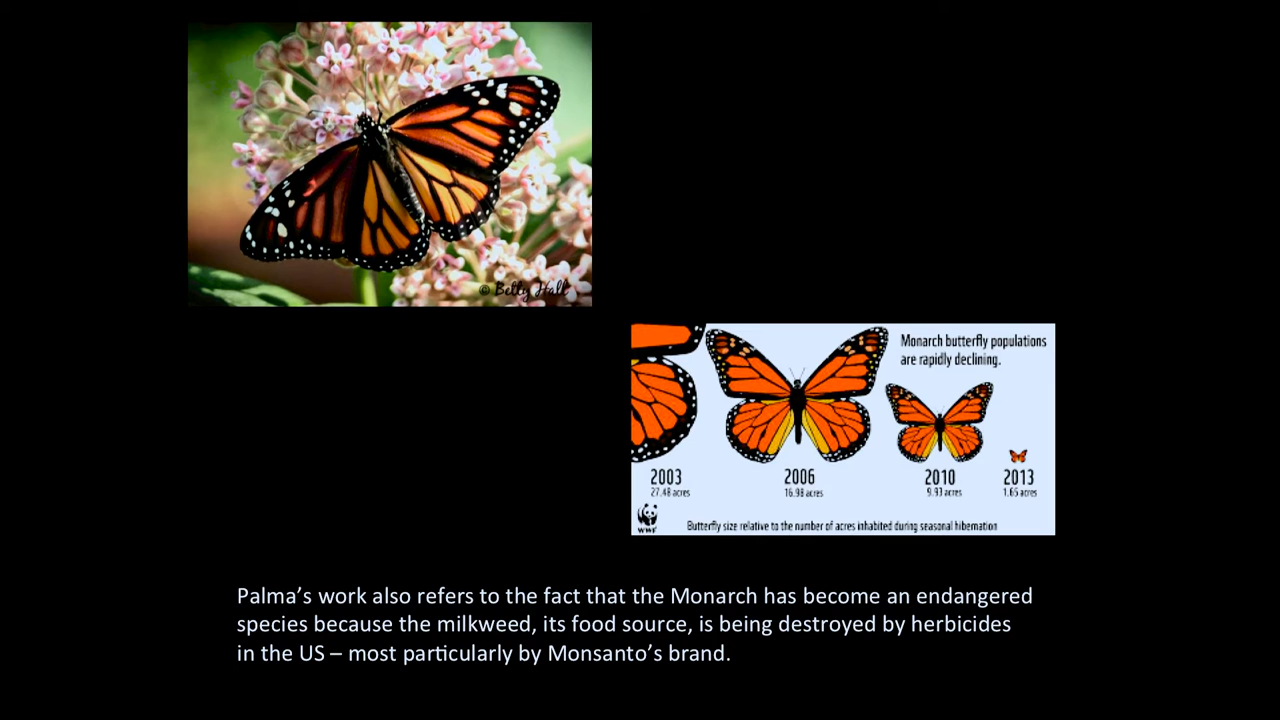 © Betty Hall
Monarch butterfly populations
are rapidly declining.
2003
27.48 acres
2006
16.98 acres
2010
9.93 acres
2013
1.65 acres
WWF
Butterfly size relative to the number of acres inhabited during seasonal hibernation
Palma’s work also refers to the fact that the Monarch has become an endangered
species because the milkweed, its food source, is being destroyed by herbicides
in the US – most particularly by Monsanto’s brand.